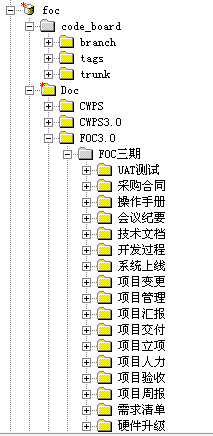 foc
code_board
branch
tags
trunk
Doc
CWPS
CWPS3.0
FOC3.0
FOC三期
UAT测试
采购合同
操作手册
会议纪要
技术文档
开发过程
系统上线
项目变更
项目管理
项目汇报
项目交付
项目立项
项目人力
项目验收
项目周报
需求清单
硬件升级